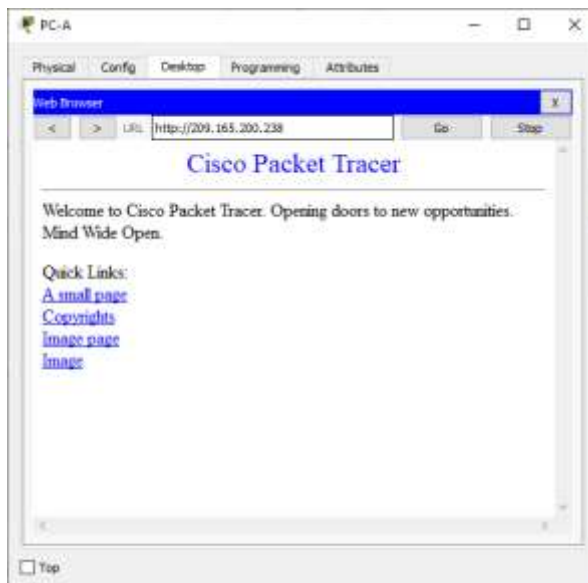 PC-A
Physical Config Desktop Programming Attributes
Web Browser X
< > URL http://209.165.200.238 Go Stop
Cisco Packet Tracer
Welcome to Cisco Packet Tracer. Opening doors to new opportunities.
Mind Wide Open.
Quick Links:
A small page
Copyrights
Image page
Image
Top